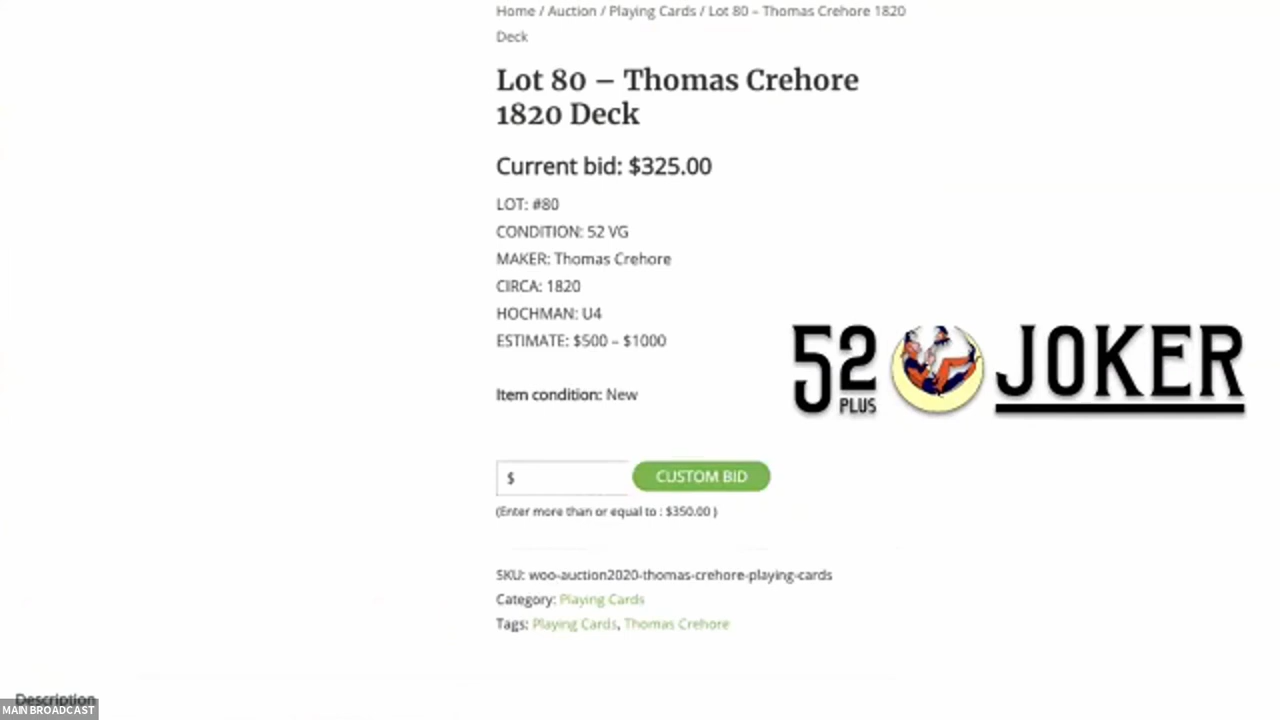 Home / Auction / Playing Cards / Lot 80 – Thomas Crehore 1820
Deck
Lot 80 – Thomas Crehore
1820 Deck
Current bid: $325.00
LOT: #80
CONDITION: 52 VG
MAKER: Thomas Crehore
CIRCA: 1820
HOCHMAN: U4
ESTIMATE: $500 – $1000
52 PLUS JOKER
Item condition: New
$ CUSTOM BID
(Enter more than or equal to : $350.00 )
SKU: woo-auction2020-thomas-crehore-playing-cards
Category: Playing Cards
Tags: Playing Cards, Thomas Crehore
Description
MAIN BROADCAST